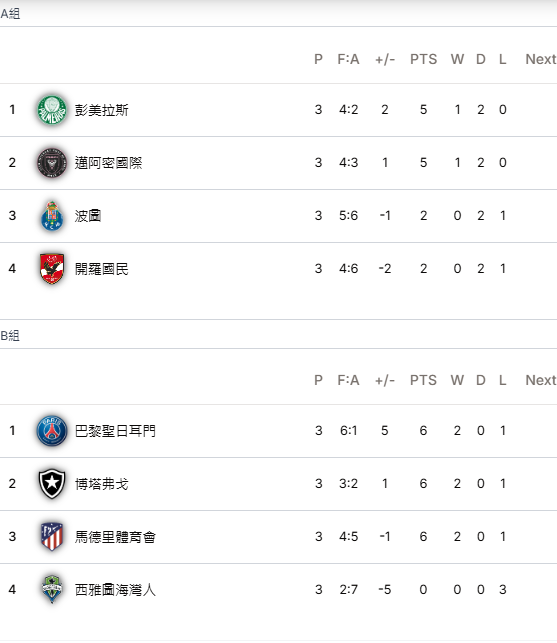 A組
P F:A +/- PTS W D L Next
1 彭美拉斯 3 4:2 2 5 1 2 0
2 邁阿密國際 3 4:3 1 5 1 2 0
3 波圖 3 5:6 -1 2 0 2 1
4 開羅國民 3 4:6 -2 2 0 2 1
B組
P F:A +/- PTS W D L Next
1 巴黎聖日耳門 3 6:1 5 6 2 0 1
2 博塔弗戈 3 3:2 1 6 2 0 1
3 馬德里體育會 3 4:5 -1 6 2 0 1
4 西雅圖海灣人 3 2:7 -5 0 0 0 3